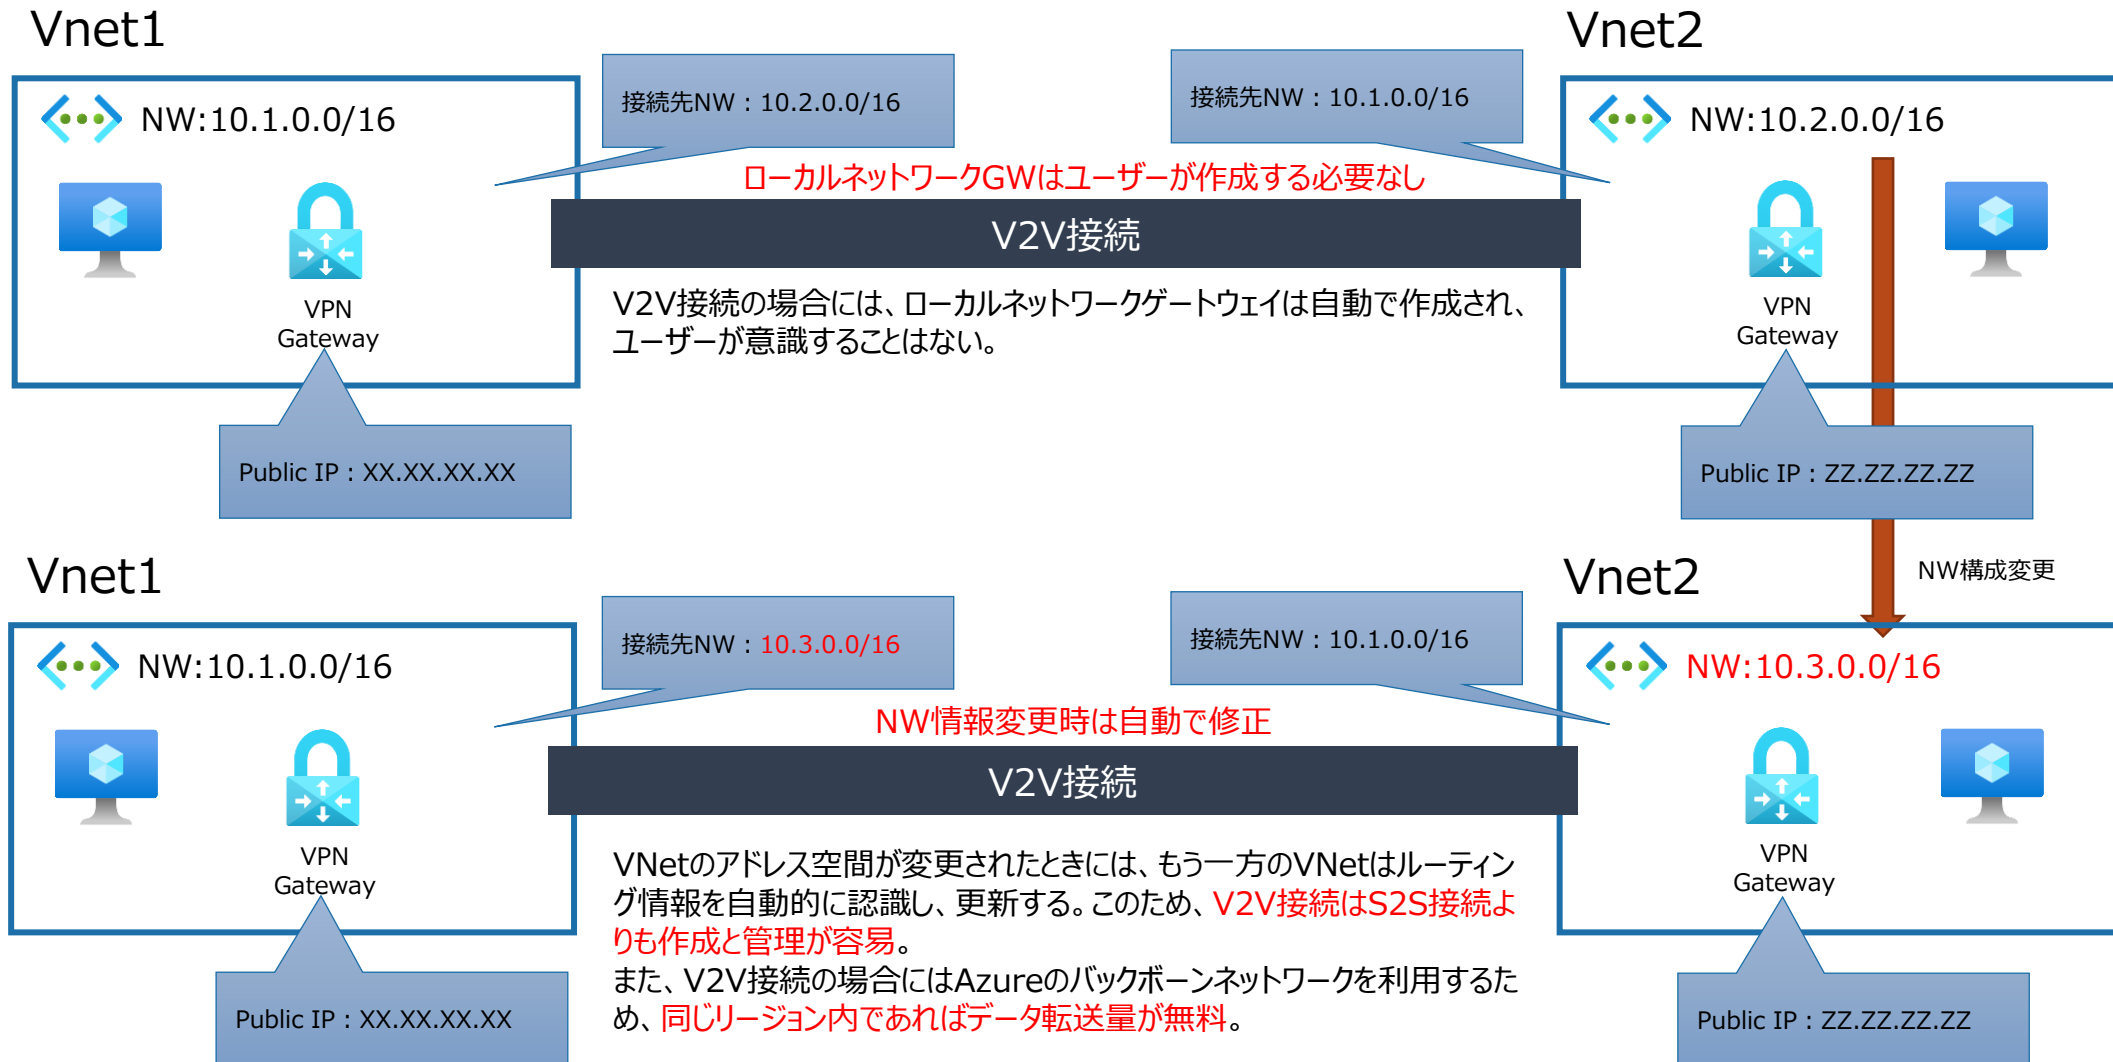 Vnet1
Vnet2
接続先NW：10.2.0.0/16
接続先NW：10.1.0.0/16
NW:10.1.0.0/16
NW:10.2.0.0/16
ローカルネットワークGWはユーザーが作成する必要なし
V2V接続
VPN
Gateway
VPN
Gateway
V2V接続の場合には、ローカルネットワークゲートウェイは自動で作成され、
ユーザーが意識することはない。
Public IP：XX.XX.XX.XX
Public IP：ZZ.ZZ.ZZ.ZZ
NW構成変更
Vnet1
Vnet2
接続先NW：10.3.0.0/16
接続先NW：10.1.0.0/16
NW:10.1.0.0/16
NW:10.3.0.0/16
NW情報変更時は自動で修正
V2V接続
VPN
Gateway
VPN
Gateway
VNetのアドレス空間が変更されたときには、もう一方のVNetはルーティン
グ情報を自動的に認識し、更新する。このため、V2V接続はS2S接続よ
りも作成と管理が容易。
また、V2V接続の場合にはAzureのバックボーンネットワークを利用するた
め、同じリージョン内であればデータ転送量が無料。
Public IP：XX.XX.XX.XX
Public IP：ZZ.ZZ.ZZ.ZZ